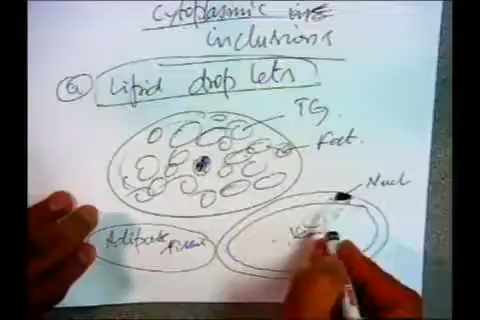 Cytoplasmic
inclusions
a Lipid droplets
TG.
Fat.
Nucl
Adipose
Tissue